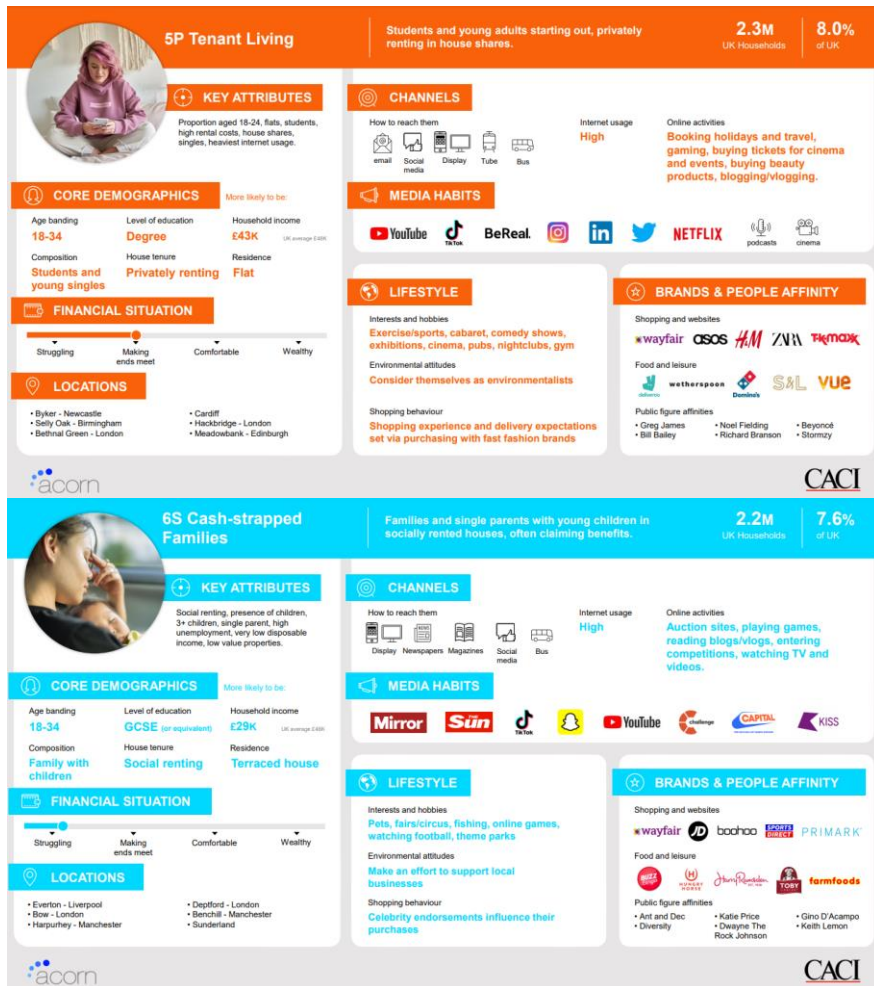 5P Tenant Living
Students and young adults starting out, privately
renting in house shares.
2.3M
UK Households
8.0%
of UK
KEY ATTRIBUTES
Proportion aged 18-24, flats, students,
high rental costs, house shares,
singles, heaviest internet usage.
CORE DEMOGRAPHICS
More likely to be:
Age banding
18-34
Level of education
Degree
Household income
£43K
UK average £48K
Composition
Students and
young singles
House tenure
Privately renting
Residence
Flat
FINANCIAL SITUATION
Struggling
Making
ends meet
Comfortable
Wealthy
LOCATIONS
• Byker - Newcastle
• Selly Oak - Birmingham
• Bethnal Green - London
• Cardiff
• Hackbridge - London
• Meadowbank - Edinburgh
CHANNELS
How to reach them
email
Social
media
Display
Tube
Bus
Internet usage
High
Online activities
Booking holidays and travel,
gaming, buying tickets for cinema
and events, buying beauty
products, blogging/vlogging.
MEDIA HABITS
YouTube
TikTok
BeReal.
in
NETFLIX
podcasts
cinema
LIFESTYLE
Interests and hobbies
Exercise/sports, cabaret, comedy shows,
exhibitions, cinema, pubs, nightclubs, gym
Environmental attitudes
Consider themselves as environmentalists
Shopping behaviour
Shopping experience and delivery expectations
set via purchasing with fast fashion brands
BRANDS & PEOPLE AFFINITY
Shopping and websites
wayfair
asos
H&M
ZARA
TK·maxx
Food and leisure
deliveroo
wetherspoon
Domino's
S&L
VUE
Public figure affinities
• Greg James
• Bill Bailey
• Noel Fielding
• Richard Branson
• Beyoncé
• Stormzy
acorn
CACI
6S Cash-strapped
Families
Families and single parents with young children in
socially rented houses, often claiming benefits.
2.2M
UK Households
7.6%
of UK
KEY ATTRIBUTES
Social renting, presence of children,
3+ children, single parent, high
unemployment, very low disposable
income, low value properties.
CORE DEMOGRAPHICS
More likely to be:
Age banding
18-34
Level of education
GCSE (or equivalent)
Household income
£29K
UK average £48K
Composition
Family with
children
House tenure
Social renting
Residence
Terraced house
FINANCIAL SITUATION
Struggling
Making
ends meet
Comfortable
Wealthy
LOCATIONS
• Everton - Liverpool
• Bow - London
• Harpurhey - Manchester
• Deptford - London
• Benchill - Manchester
• Sunderland
CHANNELS
How to reach them
Display
Newspapers
Magazines
Social
media
Bus
Internet usage
High
Online activities
Auction sites, playing games,
reading blogs/vlogs, entering
competitions, watching TV and
videos.
MEDIA HABITS
Mirror
The Sun
TikTok
YouTube
challenge
CAPITAL
KISS
LIFESTYLE
Interests and hobbies
Pets, fairs/circus, fishing, online games,
watching football, theme parks
Environmental attitudes
Make an effort to support local
businesses
Shopping behaviour
Celebrity endorsements influence their
purchases
BRANDS & PEOPLE AFFINITY
Shopping and websites
wayfair
JD
boohoo
SPORTS
DIRECT
PRIMARK
Food and leisure
BUZZ
Bingo
HUNGRY
HORSE
Harry Ramsden
TOBY
farmfoods
Public figure affinities
• Ant and Dec
• Diversity
• Katie Price
• Dwayne The
Rock Johnson
• Gino D'Acampo
• Keith Lemon
acorn
CACI